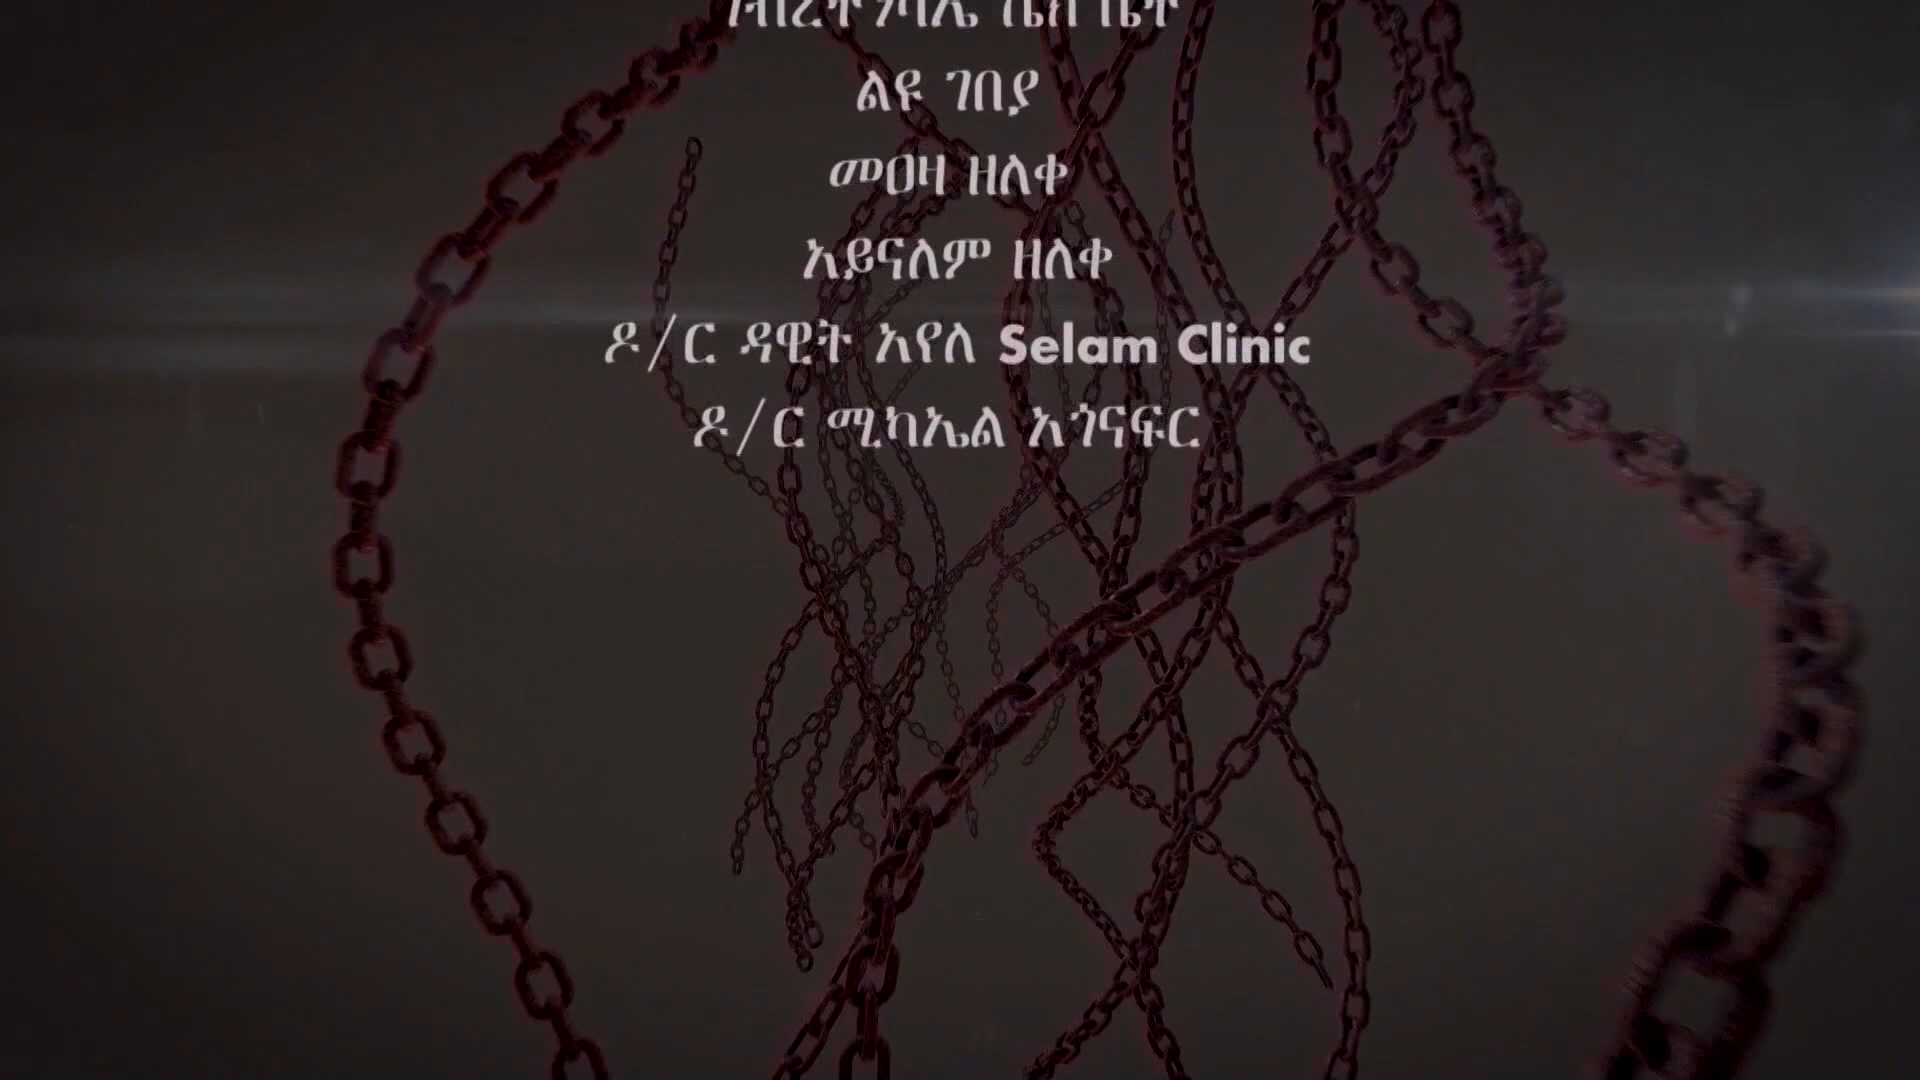 ልዩ ገበያ
መዐዛ ዘለቀ
አይናለም ዘለቀ
ዶ/ር ዳዊት አየለ Selam Clinic
ዶ/ር ሚካኤል አጎናፍር